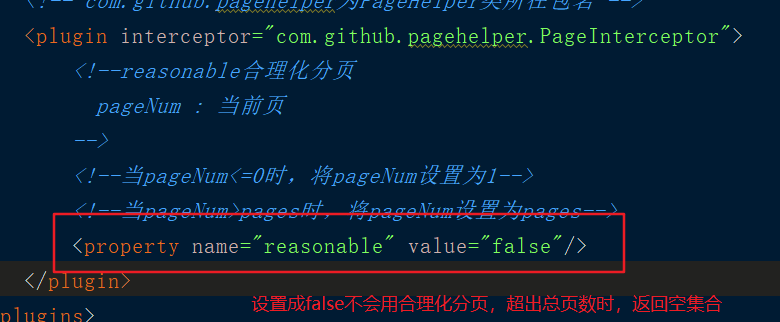 <!-- com.github.pagehelper为PageHelper类所在包名 -->
<plugin interceptor="com.github.pagehelper.PageInterceptor">
<!--reasonable合理化分页
pageNum : 当前页
-->
<!--当pageNum<=0时，将pageNum设置为1-->
<!--当pageNum>pages时，将pageNum设置为pages-->
<property name="reasonable" value="false"/>
</plugin>
设置成false不会用合理化分页，超出总页数时，返回空集合
plugins>